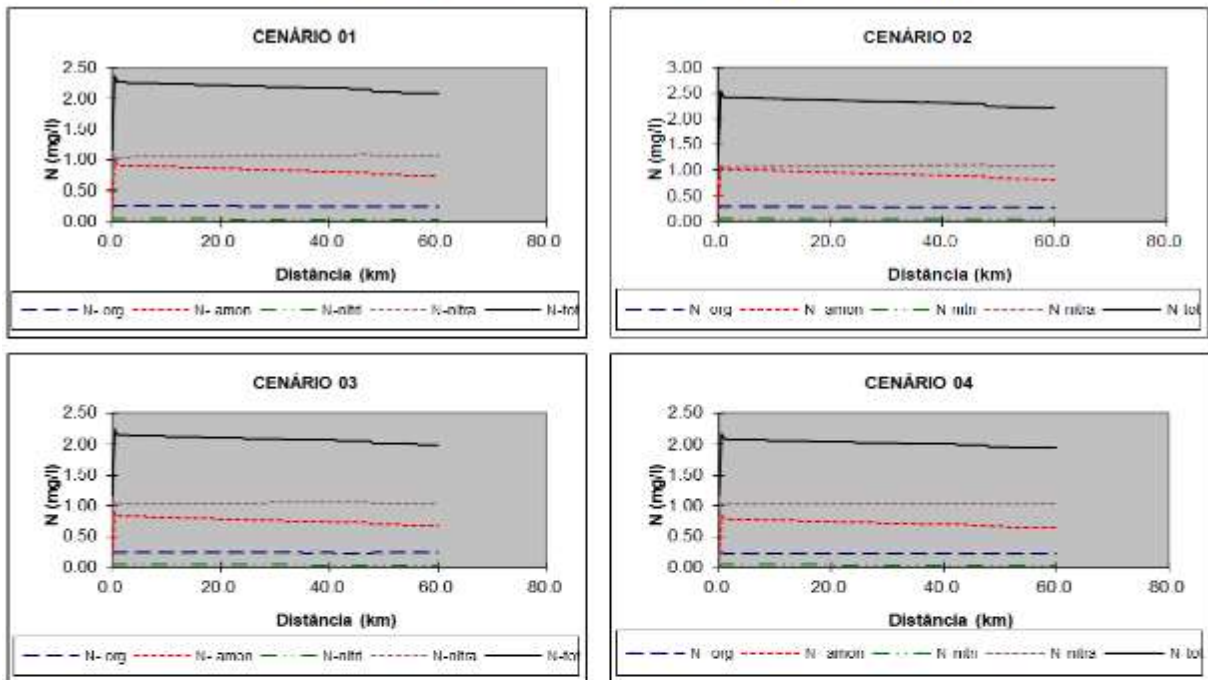 CENÁRIO 01
N (mg/l)
2.50
2.00
1.50
1.00
0.50
0.00
0.0 20.0 40.0 60.0 80.0
Distância (km)
N- org N- amon N-nitri N-nitra N-tot
CENÁRIO 02
N (mg/l)
3.00
2.50
2.00
1.50
1.00
0.50
0.00
0.0 20.0 40.0 60.0 80.0
Distância (km)
N org N amon N nitri N nitra N tot
CENÁRIO 03
N (mg/l)
2.50
2.00
1.50
1.00
0.50
0.00
0.0 20.0 40.0 60.0 80.0
Distância (km)
N- org N- amon N-nitri N-nitra N-tot
CENÁRIO 04
N (mg/l)
2.50
2.00
1.50
1.00
0.50
0.00
0.0 20.0 40.0 60.0 80.0
Distância (km)
N org N amon N nitri N nitra N tot